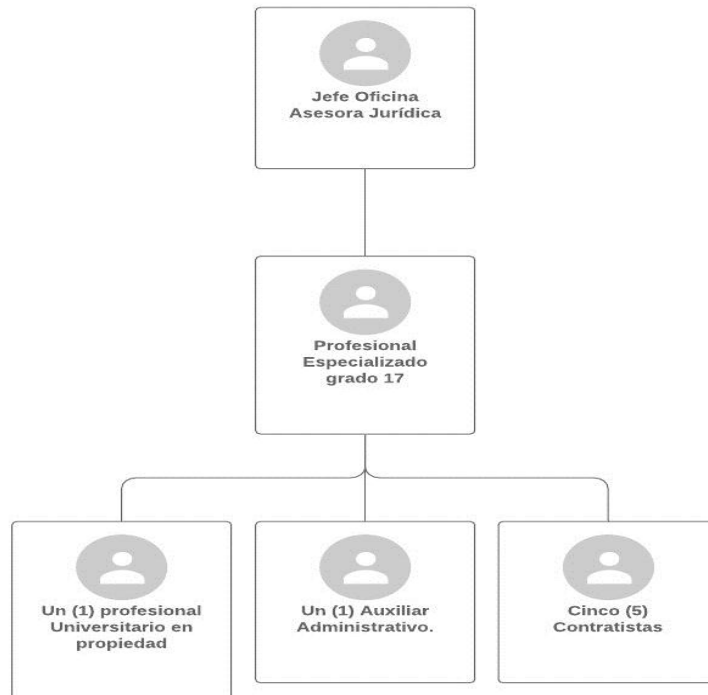 Jefe Oficina
Asesora Jurídica
Profesional
Especializado
grado 17
Un (1) profesional
Universitario en
propiedad
Un (1) Auxiliar
Administrativo.
Cinco (5)
Contratistas